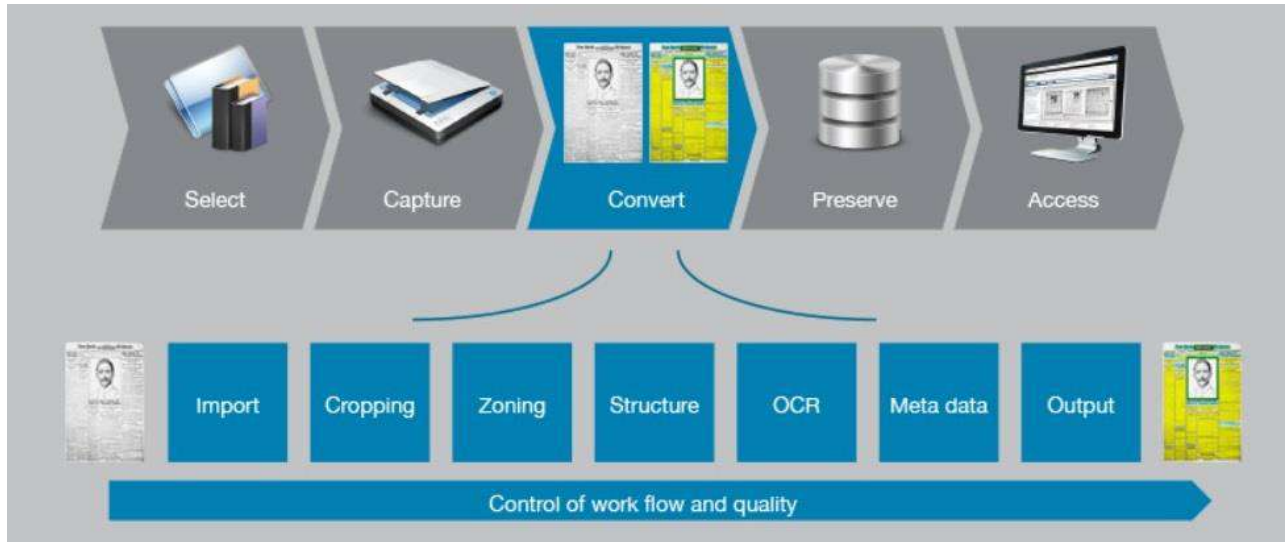 Select Capture Convert Preserve Access
Import Cropping Zoning Structure OCR Meta data Output
Control of work flow and quality